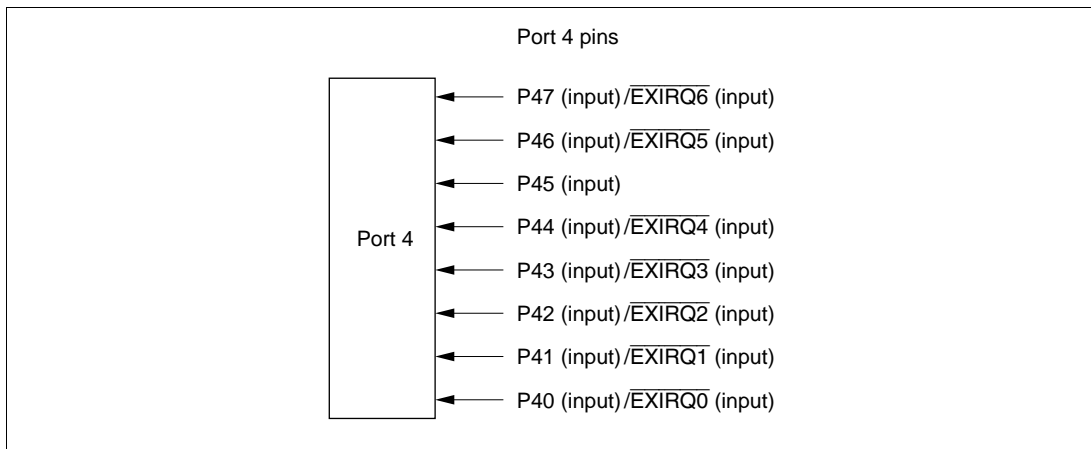 Port 4 pins
P47 (input)/EXIRQ6 (input)
P46 (input)/EXIRQ5 (input)
P45 (input)
P44 (input)/EXIRQ4 (input)
Port 4
P43 (input)/EXIRQ3 (input)
P42 (input)/EXIRQ2 (input)
P41 (input)/EXIRQ1 (input)
P40 (input)/EXIRQ0 (input)